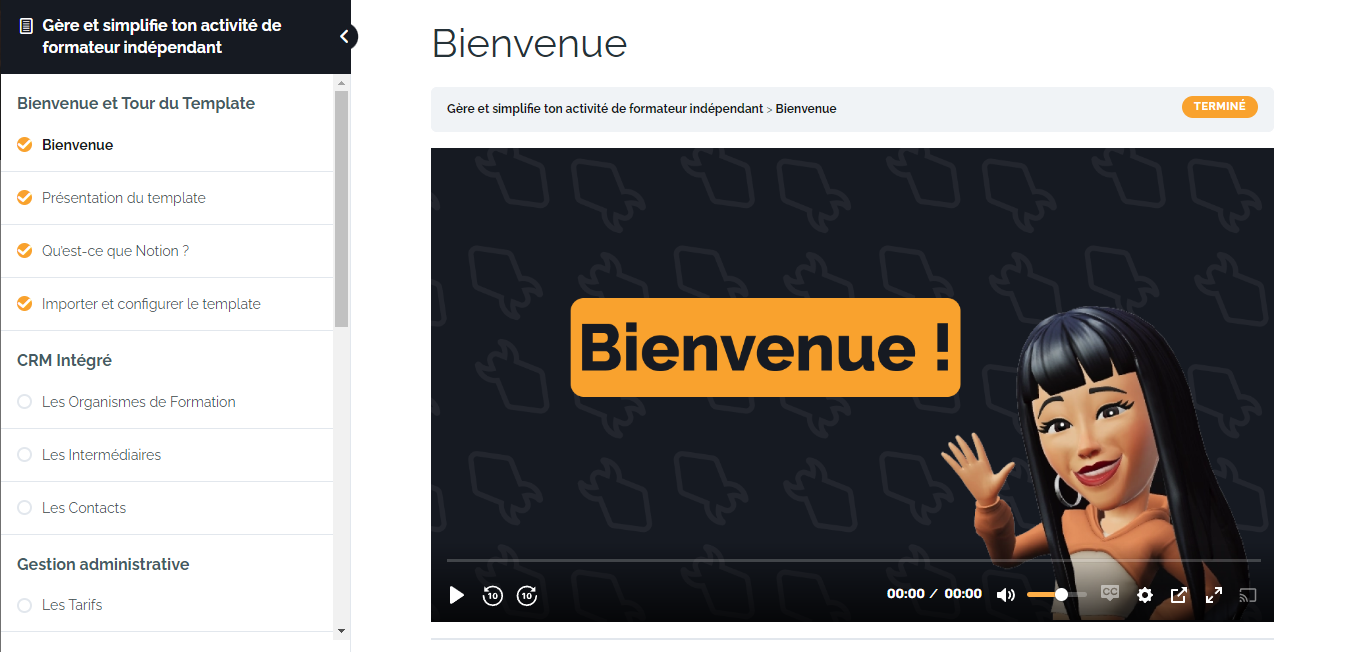 Gère et simplifie ton activité de
formateur indépendant
Bienvenue et Tour du Template
Bienvenue
Présentation du template
Qu'est-ce que Notion ?
Importer et configurer le template
CRM Intégré
Les Organismes de Formation
Les Intermédiaires
Les Contacts
Gestion administrative
Les Tarifs
Bienvenue
Gère et simplifie ton activité de formateur indépendant > Bienvenue
TERMINÉ
Bienvenue !
10
10
00:00 / 00:00
CC